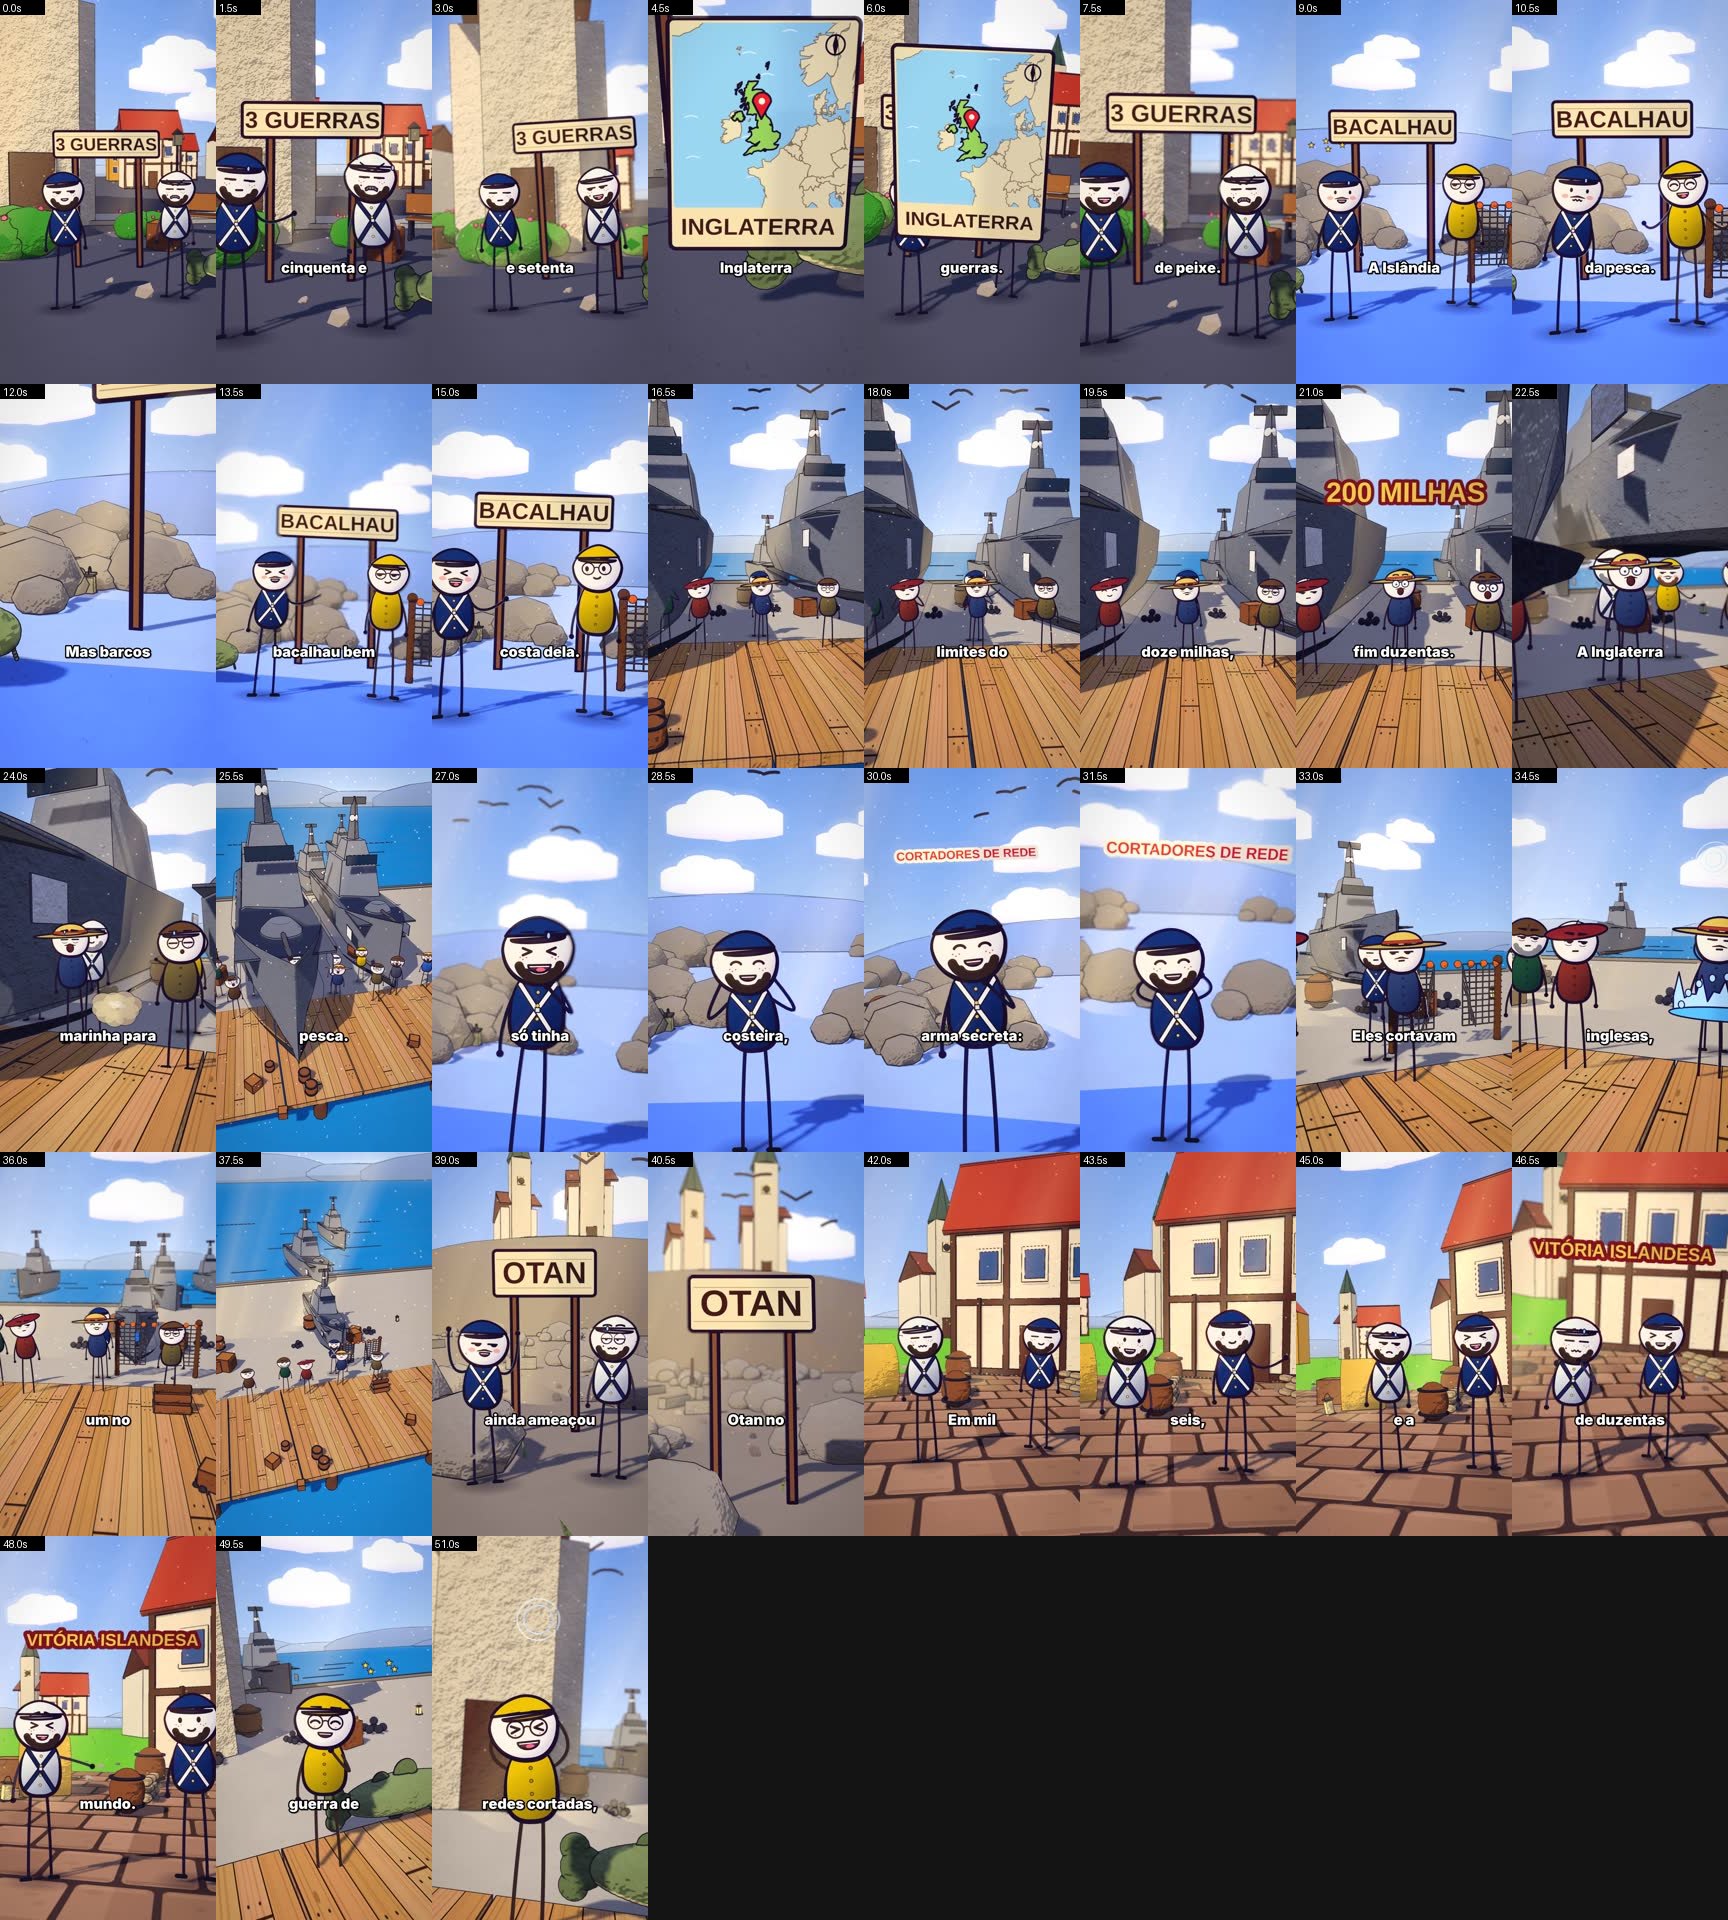 0.0s
3 GUERRAS
1.5s
3 GUERRAS
cinquenta e
3.0s
3 GUERRAS
e setenta
4.5s
INGLATERRA
Inglaterra
6.0s
3
INGLATERRA
guerras.
7.5s
3 GUERRAS
de peixe.
9.0s
BACALHAU
A Islândia
10.5s
BACALHAU
da pesca.
12.0s
Mas barcos
13.5s
BACALHAU
bacalhau bem
15.0s
BACALHAU
costa dela.
16.5s
18.0s
limites do
19.5s
doze milhas,
21.0s
200 MILHAS
fim duzentas.
22.5s
A Inglaterra
24.0s
marinha para
25.5s
pesca.
27.0s
só tinha
28.5s
costeira,
30.0s
CORTADORES DE REDE
arma secreta:
31.5s
CORTADORES DE REDE
33.0s
Eles cortavam
34.5s
inglesas,
36.0s
um no
37.5s
39.0s
OTAN
ainda ameaçou
40.5s
OTAN
Otan no
42.0s
Em mil
43.5s
seis,
45.0s
e a
46.5s
VITÓRIA ISLANDESA
de duzentas
48.0s
VITÓRIA ISLANDESA
mundo.
49.5s
guerra de
51.0s
redes cortadas,